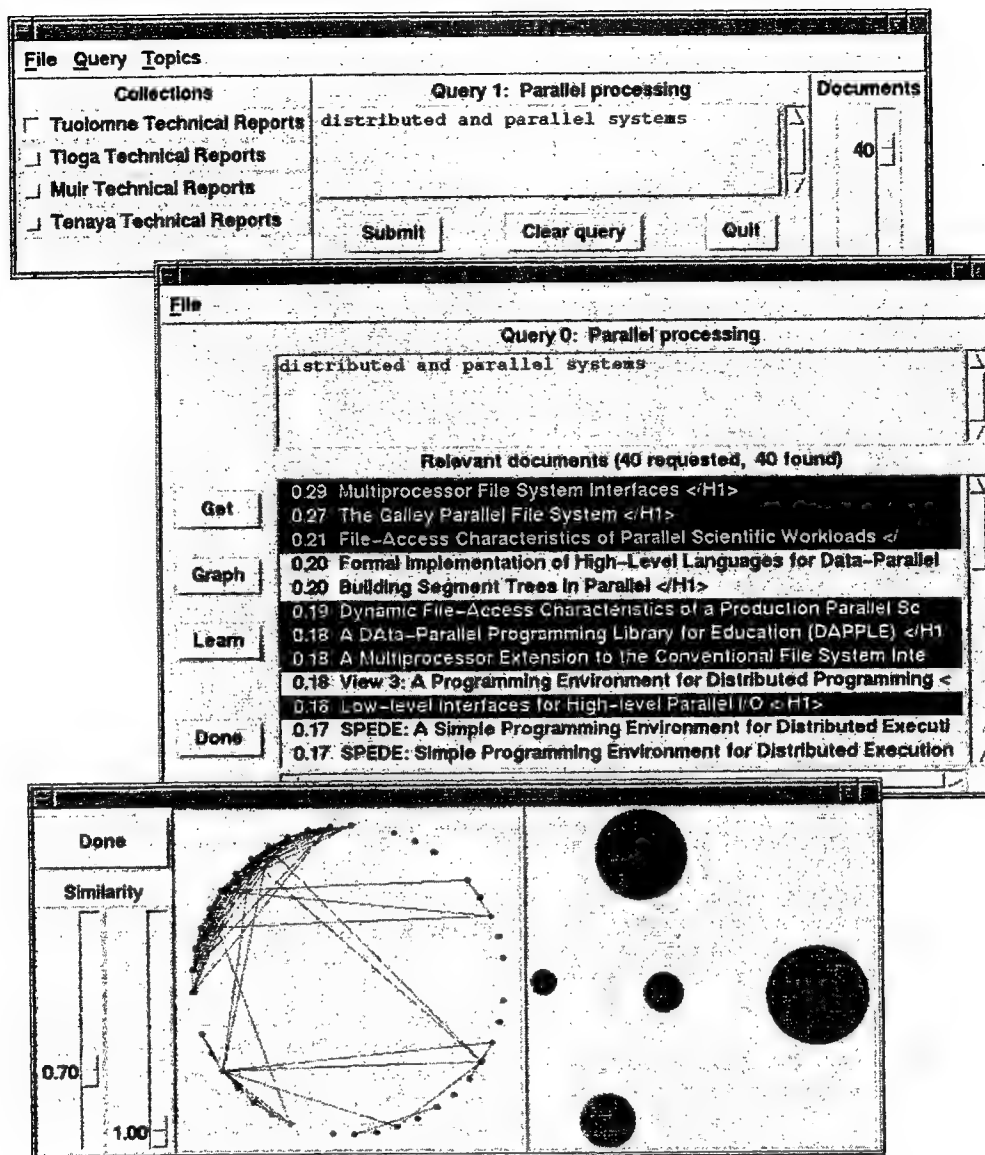 File Query Topics
Collections
Tuolomne Technical Reports
Tioga Technical Reports
Muir Technical Reports
Tenaya Technical Reports
Query 1: Parallel processing
distributed and parallel systems
Submit Clear query Quit
Documents
40
File
Query 0: Parallel processing
distributed and parallel systems
Relevant documents (40 requested, 40 found)
Get
Graph
Learn
Done
0.29 Multiprocessor File System Interfaces </H1>
0.27 The Galley Parallel File System </H1>
0.21 File-Access Characteristics of Parallel Scientific Workloads </
0.20 Formal Implementation of High-Level Languages for Data-Parallel
0.20 Building Segment Trees in Parallel </H1>
0.19 Dynamic File-Access Characteristics of a Production Parallel Sc
0.18 A DAta-Parallel Programming Library for Education (DAPPLE) </H1
0.18 A Multiprocessor Extension to the Conventional File System Inte
0.18 View 3: A Programming Environment for Distributed Programming <
0.18 Low-level Interfaces for High-level Parallel I/O </H1>
0.17 SPEDE: A Simple Programming Environment for Distributed Executi
0.17 SPEDE: Simple Programming Environment for Distributed Execution
Done
Similarity
0.70
1.00